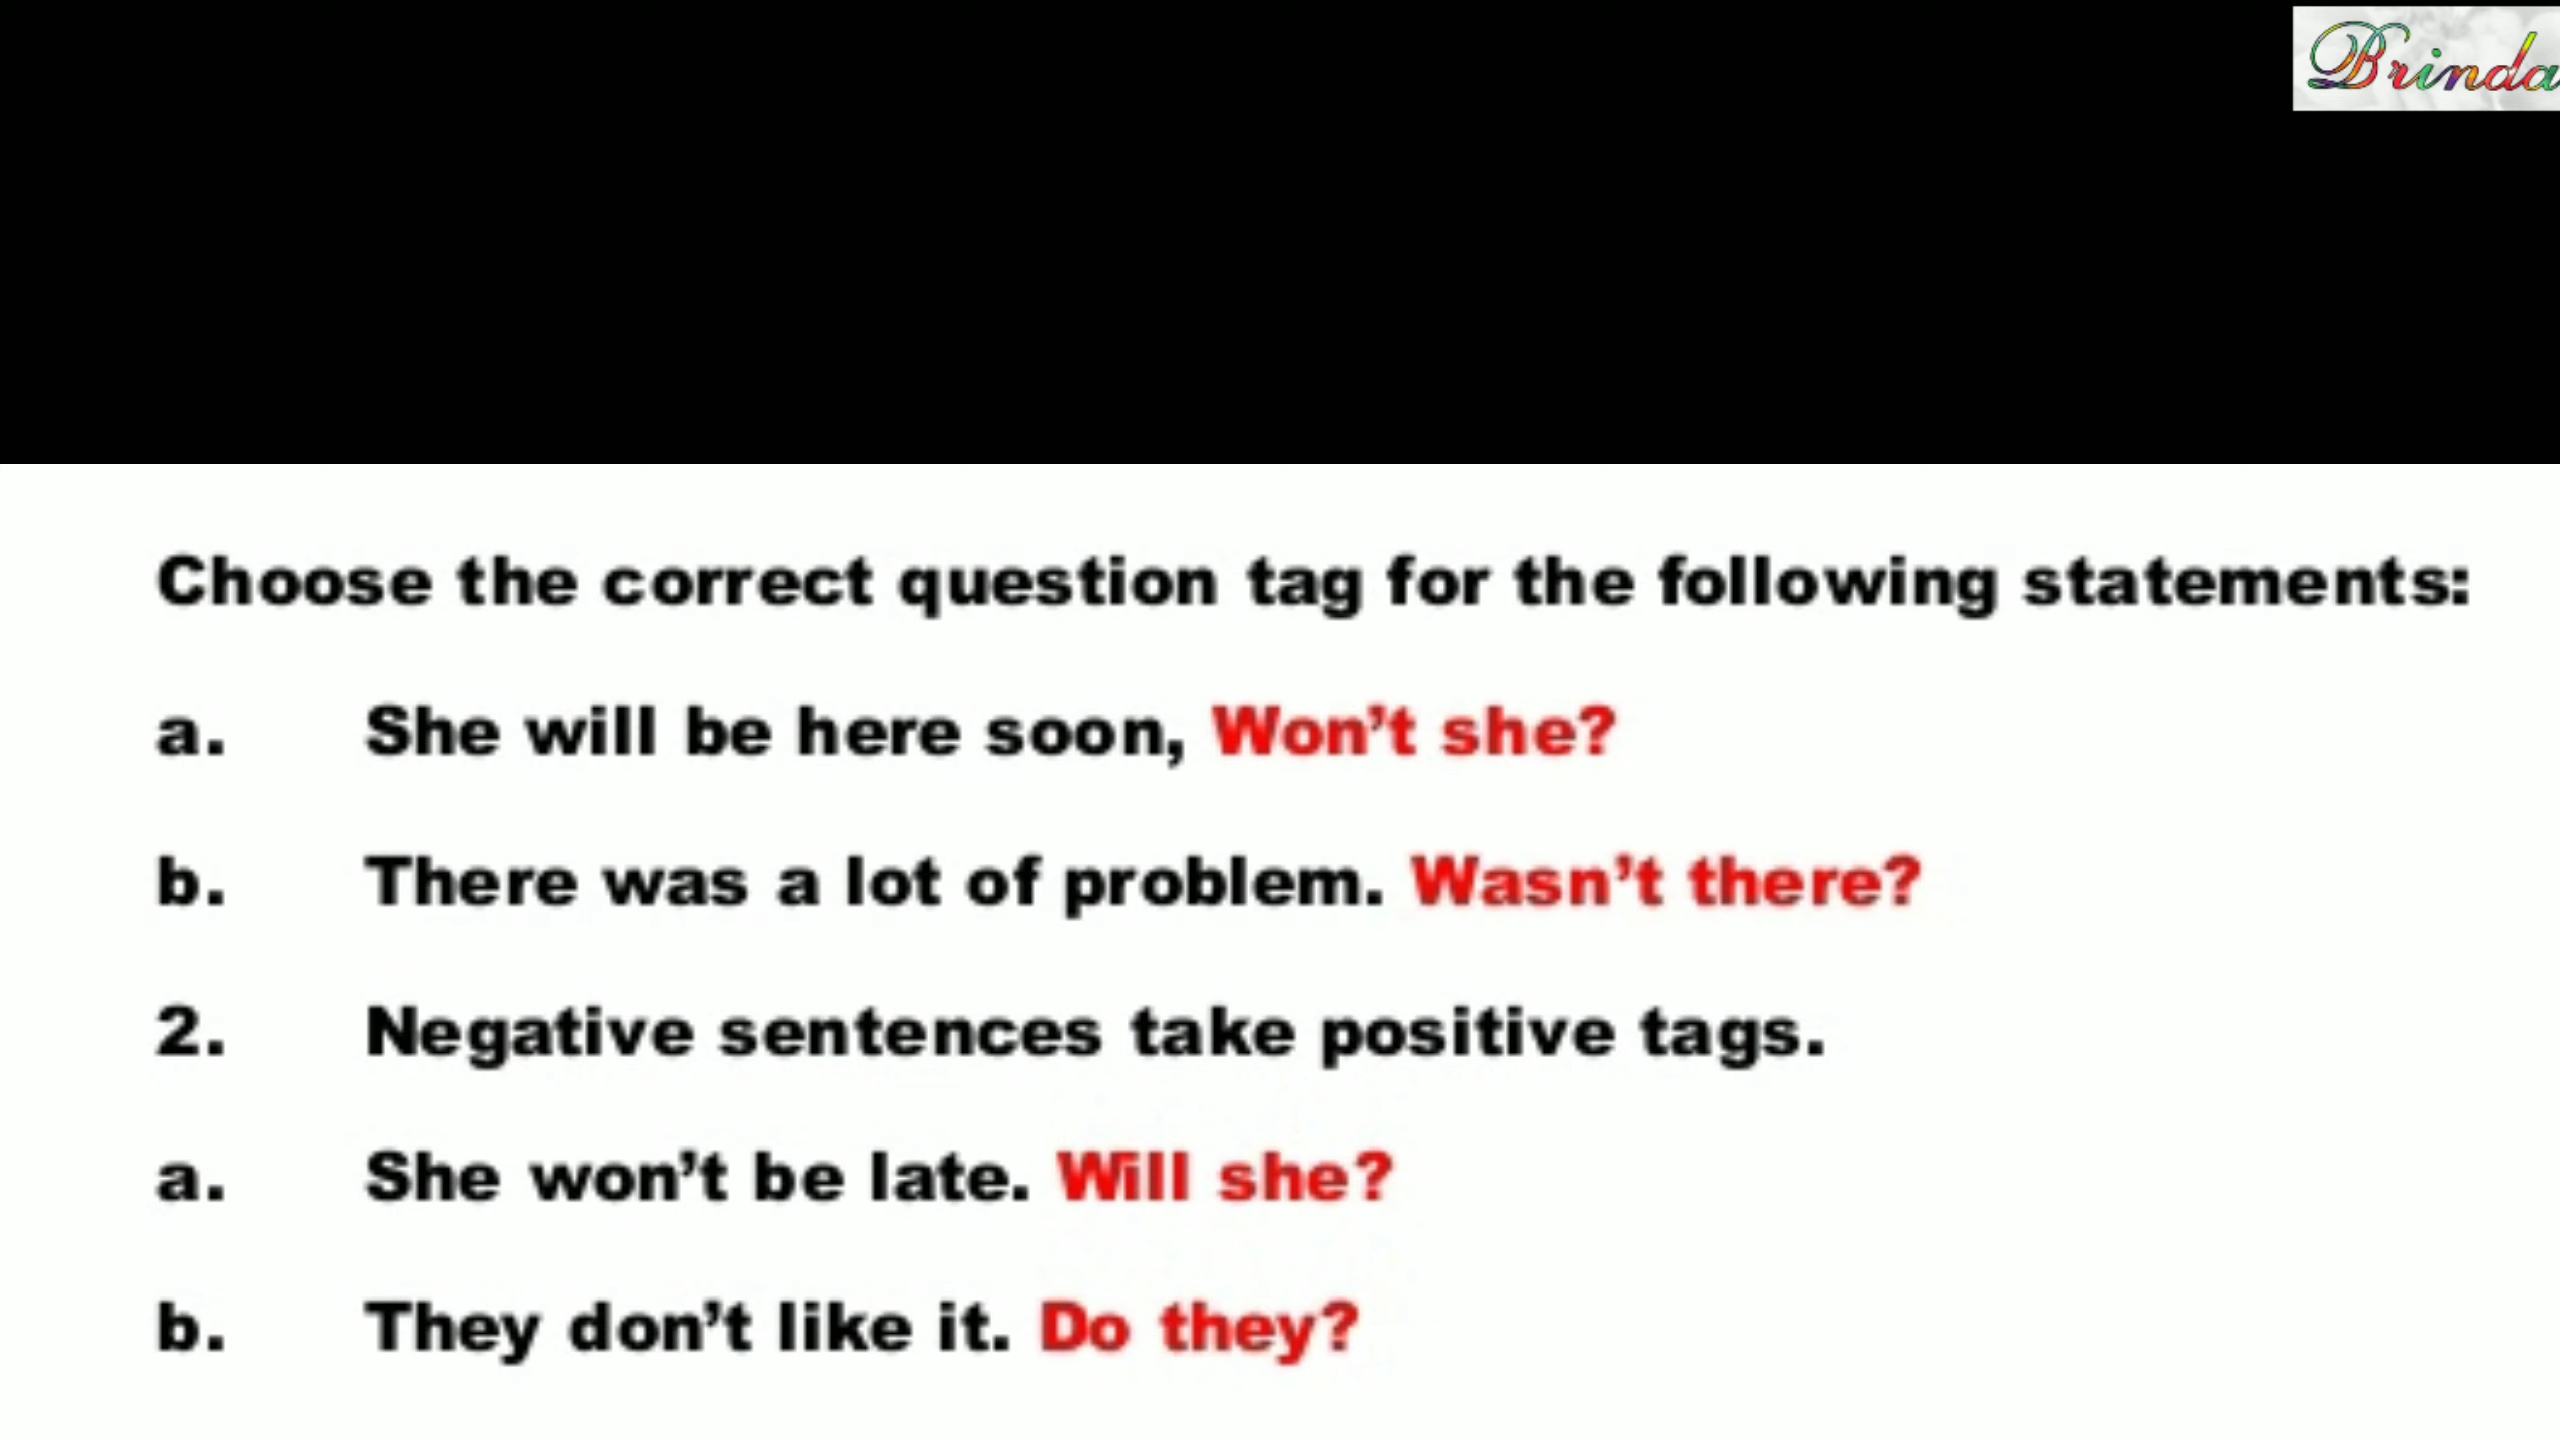 Brinda
Choose the correct question tag for the following statements:
a. She will be here soon, Won’t she?
b. There was a lot of problem. Wasn’t there?
2. Negative sentences take positive tags.
a. She won’t be late. Will she?
b. They don’t like it. Do they?